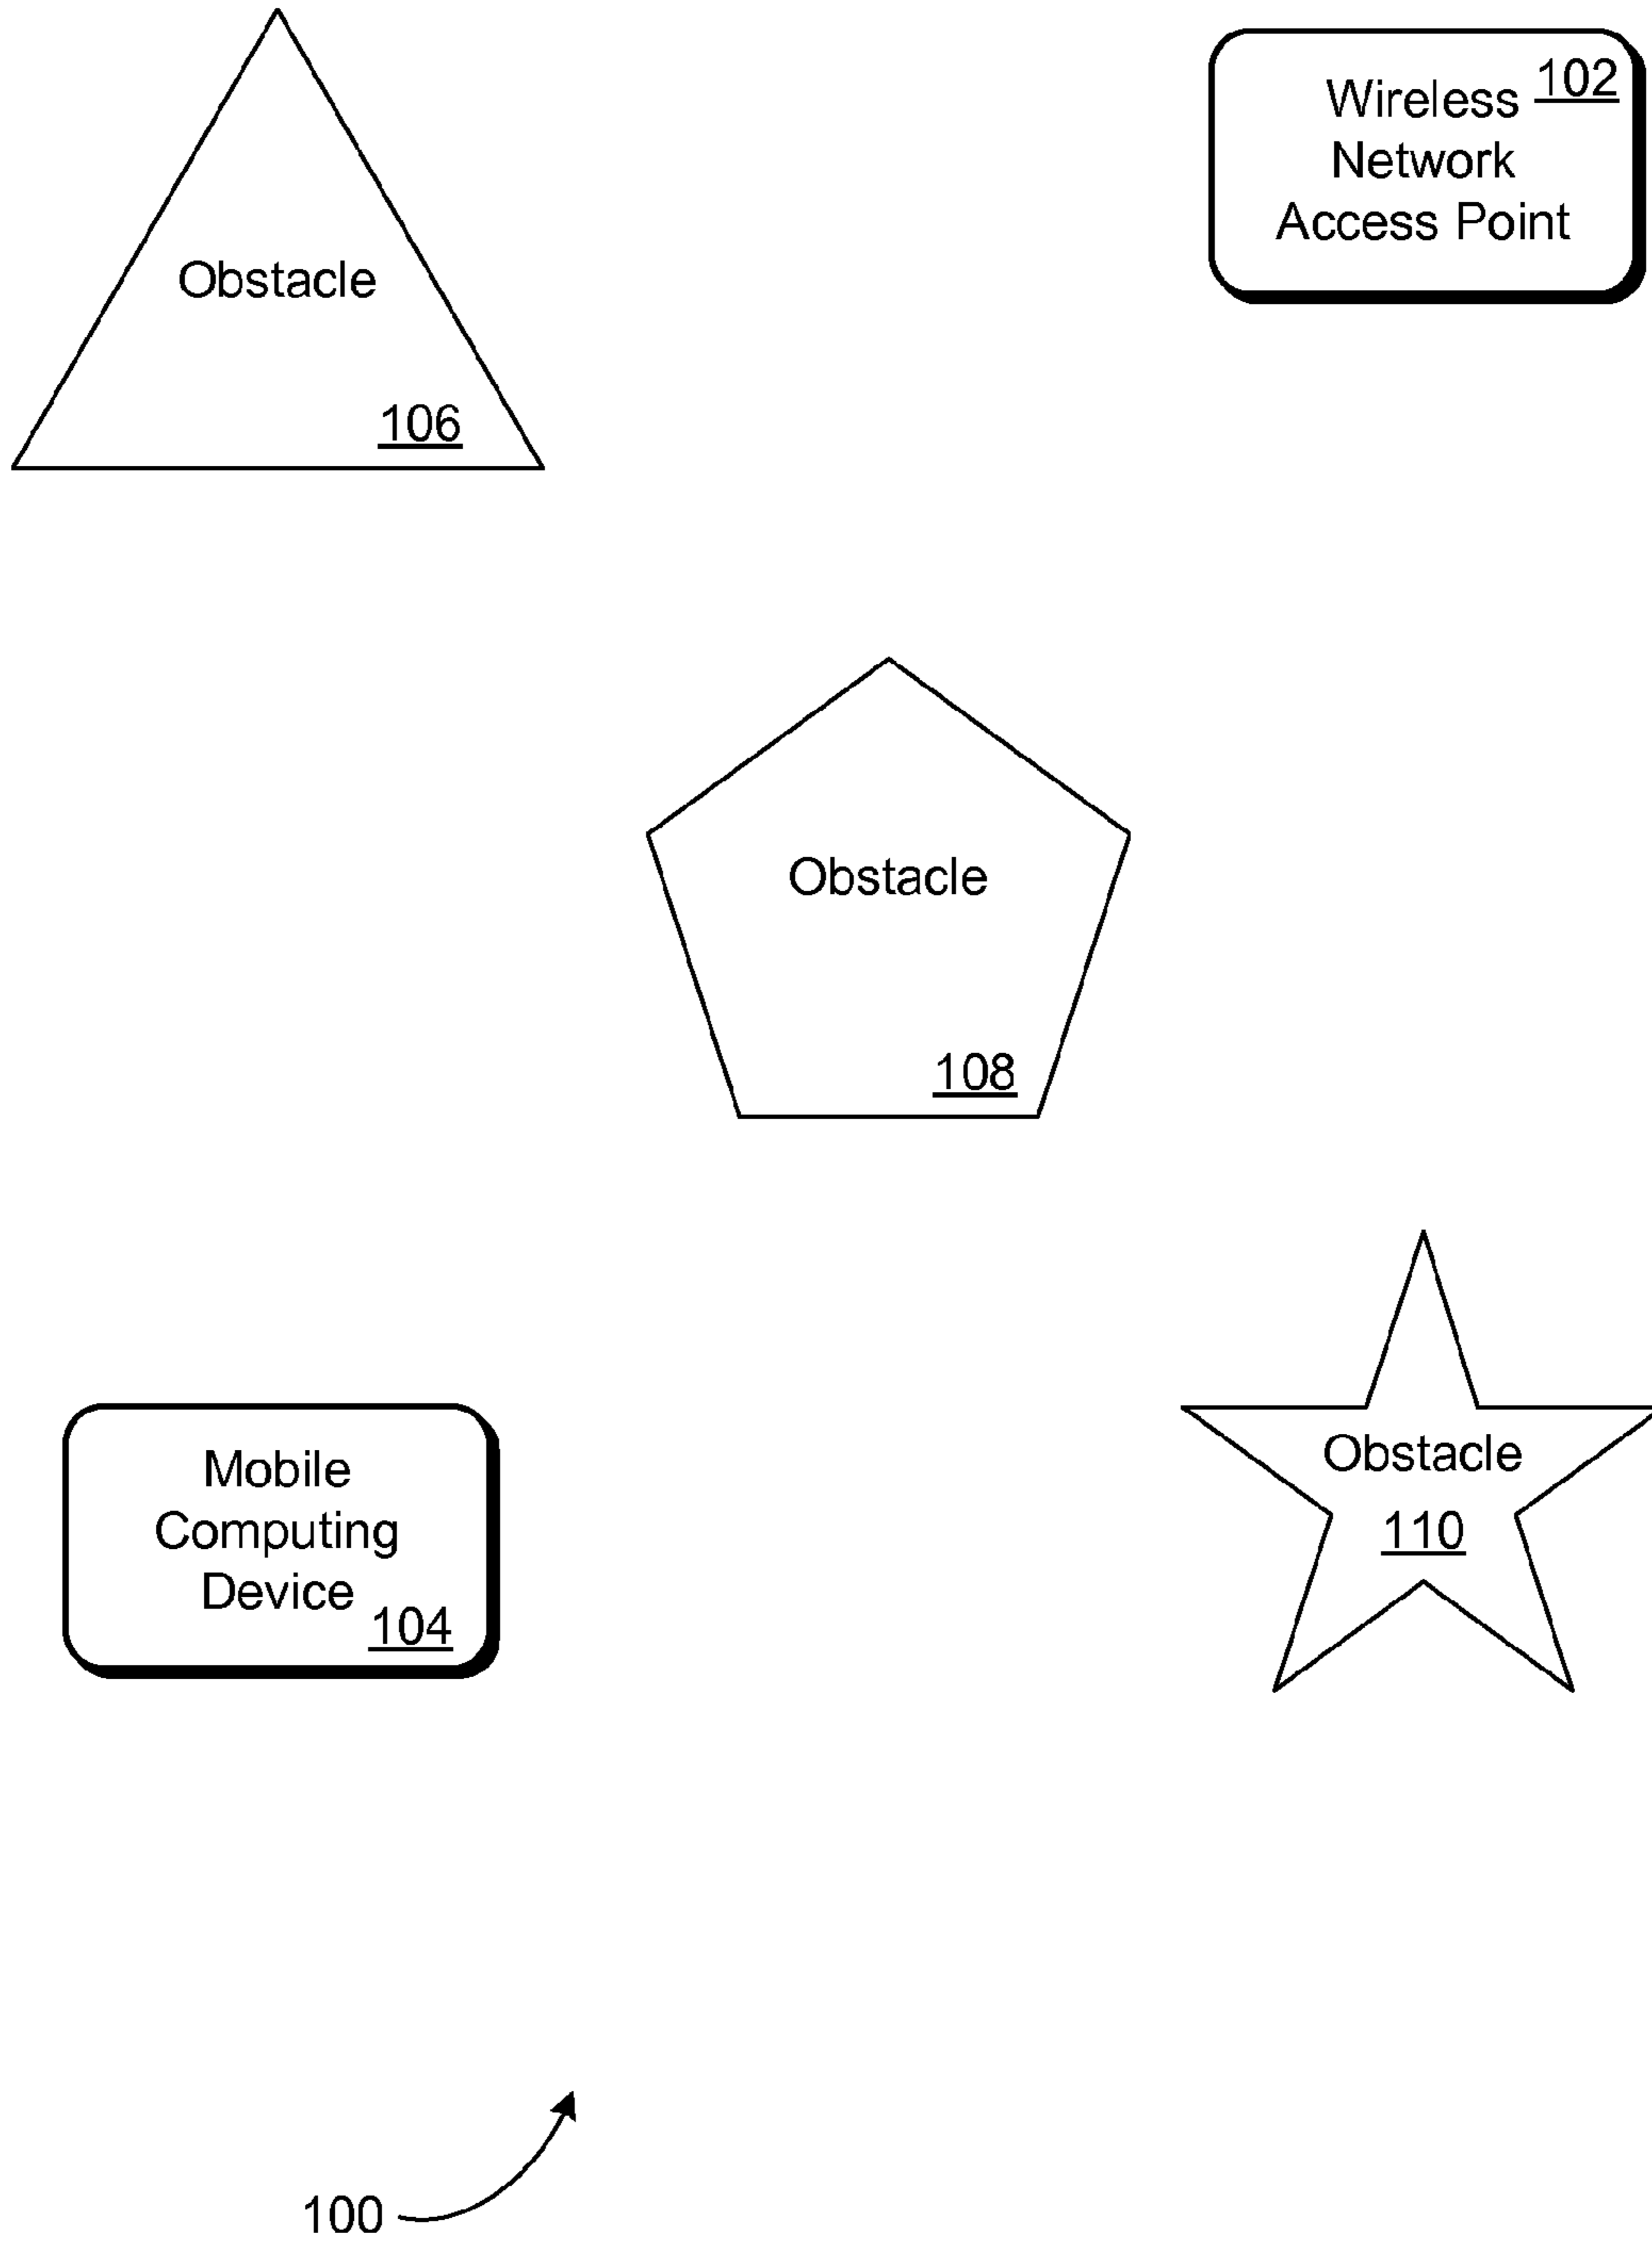 Obstacle
106
Wireless 102
Network
Access Point
Obstacle
108
Mobile
Computing
Device
104
Obstacle
110
100